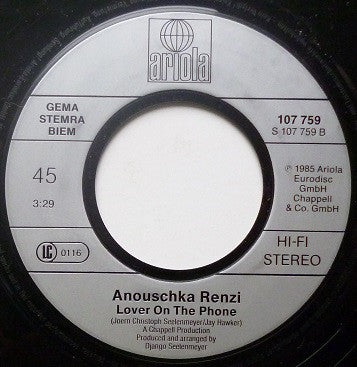 ariola
GEMA
STEMRA
BIEM
107 759
S 107 759 B
45
3:29
℗ 1985 Ariola
Eurodisc
GmbH
Chappell
& Co. GmbH
LC 0116
HI-FI
STEREO
Anouschka Renzi
Lover On The Phone
(Joern Christoph Seelenmeyer/Jay Hawker)
A Chappell Production
Produced and arranged by
Django Seelenmeyer